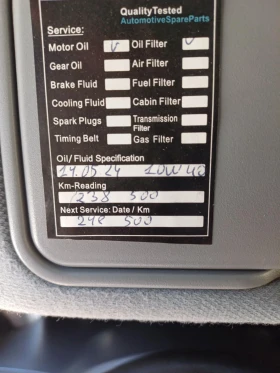 QualityTested
AutomotiveSpareParts
Service:
Motor Oil V Oil Filter V
Gear Oil Air Filter
Brake Fluid Fuel Filter
Cooling Fluid Cabin Filter
Spark Plugs Transmission Filter
Timing Belt Gas Filter
Oil/ Fluid Specification
24.05.24 10W40
Km-Reading
238 500
Next Service: Date / Km
248 500